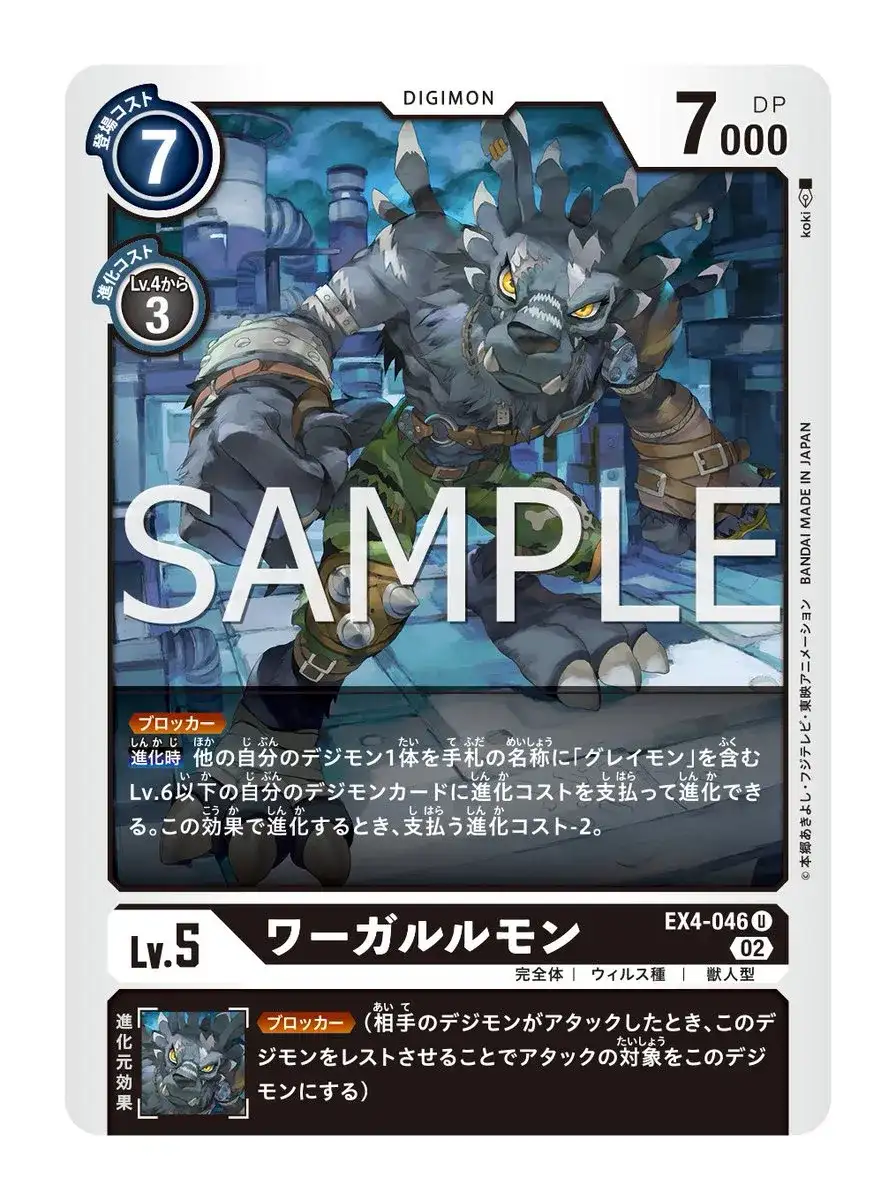 DIGIMON
登場コスト
7
7000
DP
進化コスト
Lv.4から
3
koki
SAMPLE
ブロッカー
進化時 他の自分のデジモン1体を手札の名称に「グレイモン」を含む
Lv.6以下の自分のデジモンカードに進化コストを支払って進化でき
る。この効果で進化するとき、支払う進化コスト-2。
© 本郷あきよし・フジテレビ・東映アニメーション BANDAI MADE IN JAPAN
Lv.5
ワーガルルモン
EX4-046 U
02
完全体 | ウィルス種 | 獣人型
進化元効果
ブロッカー (相手のデジモンがアタックしたとき、このデ
ジモンをレストさせることでアタックの対象をこのデジ
モンにする)